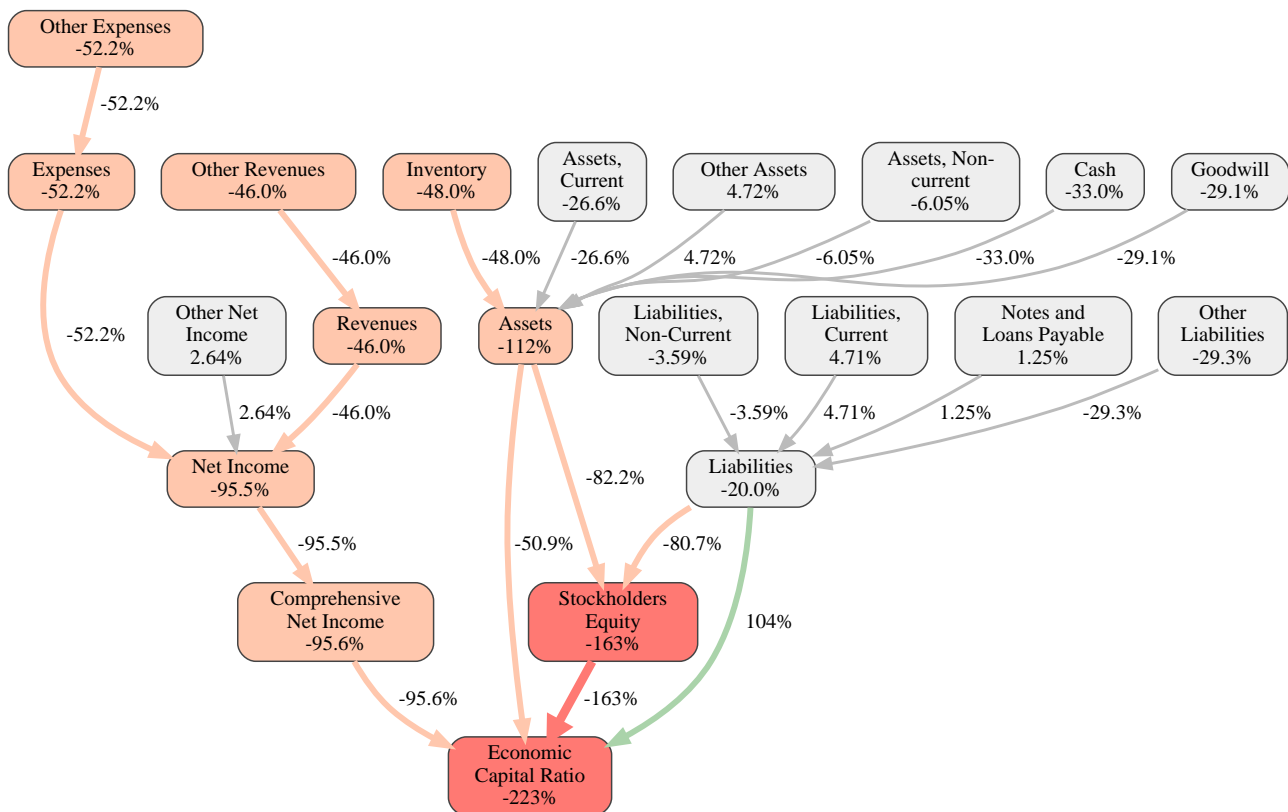 Other Expenses
-52.2%
-52.2%
Expenses
-52.2%
Other Revenues
-46.0%
Inventory
-48.0%
Assets,
Current
-26.6%
Other Assets
4.72%
Assets, Non-
current
-6.05%
Cash
-33.0%
Goodwill
-29.1%
-46.0%
-48.0%
-26.6%
4.72%
-6.05%
-33.0%
-29.1%
-52.2%
Other Net
Income
2.64%
Revenues
-46.0%
Assets
-112%
Liabilities,
Non-Current
-3.59%
Liabilities,
Current
4.71%
Notes and
Loans Payable
1.25%
Other
Liabilities
-29.3%
2.64%
-46.0%
-3.59%
4.71%
1.25%
-29.3%
Net Income
-95.5%
-82.2%
Liabilities
-20.0%
-95.5%
-50.9%
-80.7%
Comprehensive
Net Income
-95.6%
Stockholders
Equity
-163%
104%
-95.6%
-163%
Economic
Capital Ratio
-223%